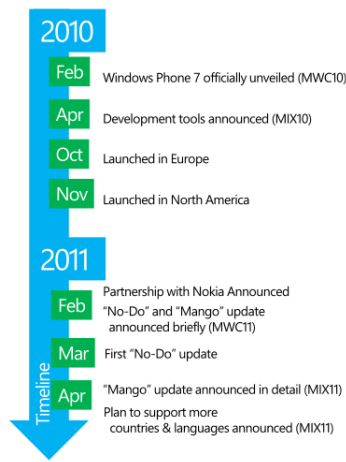 2010
Feb
Windows Phone 7 officially unveiled (MWC10)
Apr
Development tools announced (MIX10)
Oct
Launched in Europe
Nov
Launched in North America
2011
Feb
Partnership with Nokia Announced
“No-Do” and “Mango” update
announced briefly (MWC11)
Mar
First “No-Do” update
Apr
“Mango” update announced in detail (MIX11)
Plan to support more
countries & languages announced (MIX11)
Timeline